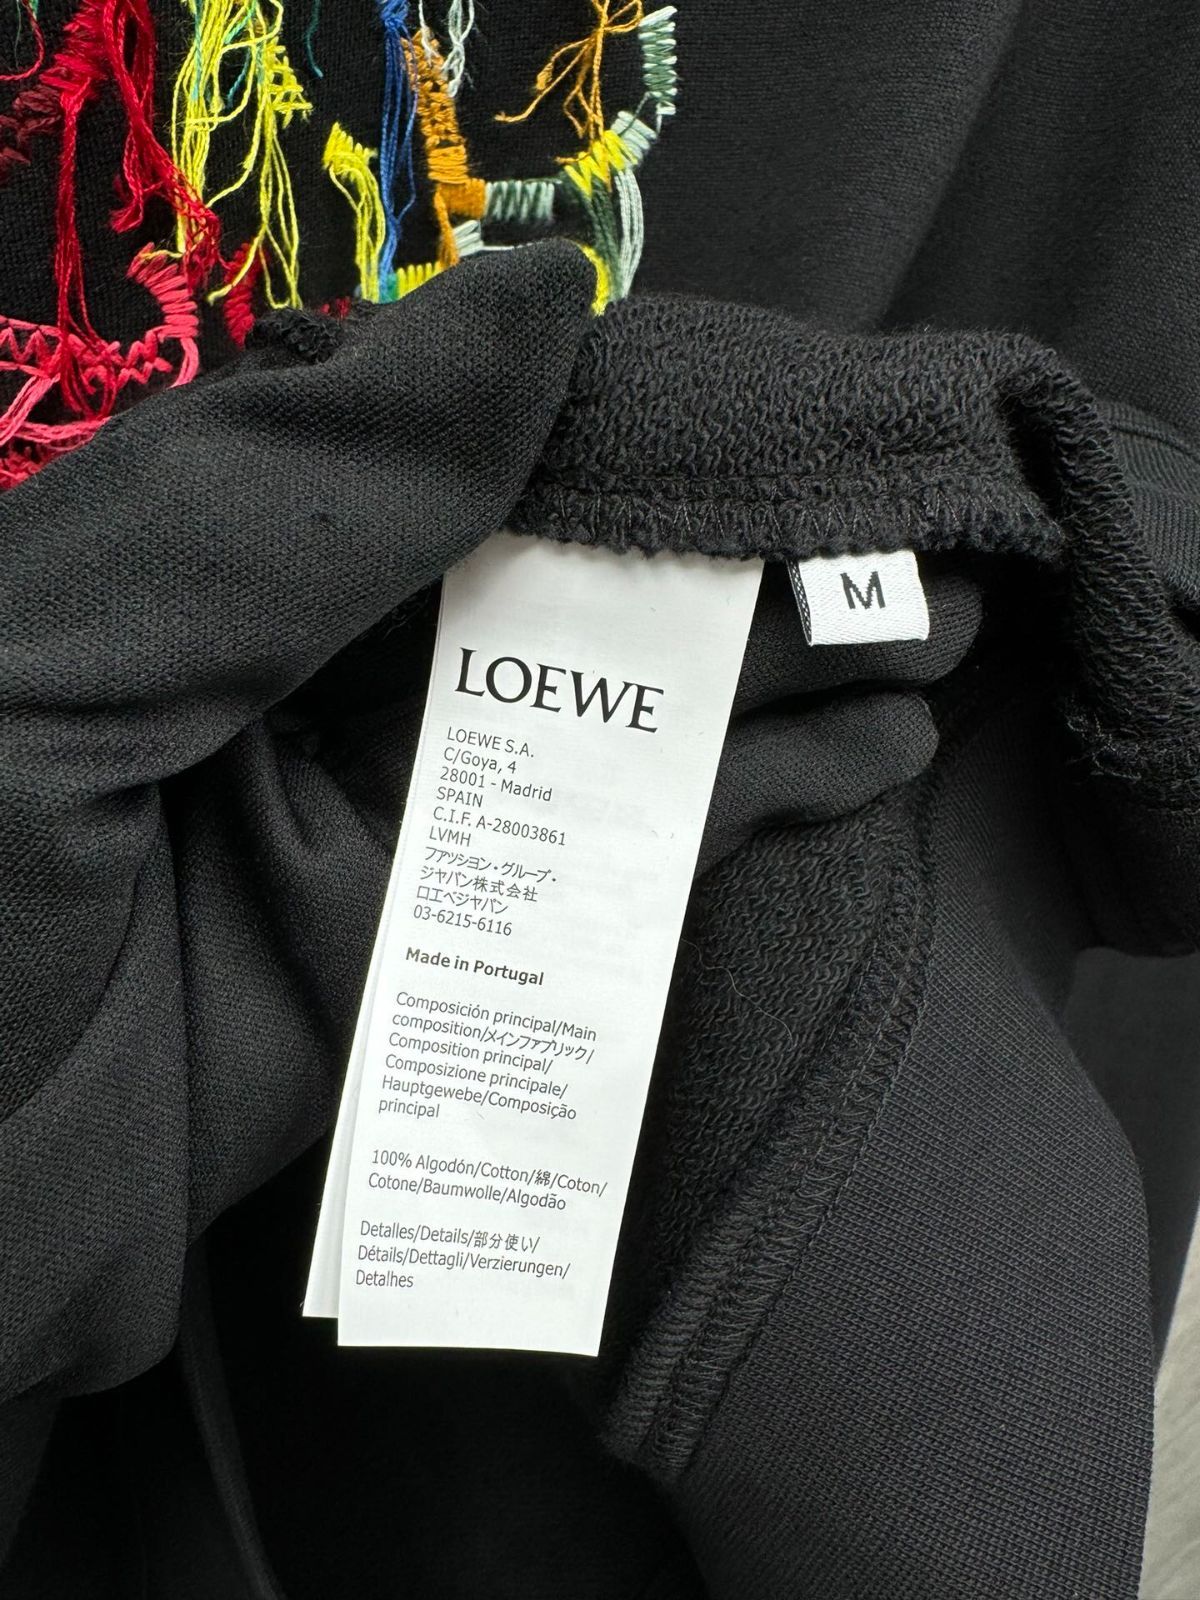 M
LOEWE
LOEWE S.A.
C/Goya, 4
28001 - Madrid
SPAIN
C.I.F. A-28003861
LVMH
ファッション・グループ・
ジャパン株式会社
ロエベジャパン
03-6215-6116
Made in Portugal
Composición principal/Main
composition/メインファブリック/
Composition principal/
Composizione principale/
Hauptgewebe/Composição
principal
100% Algodón/Cotton/綿/Coton/
Cotone/Baumwolle/Algodão
Detalles/Details/部分使い/
Détails/Dettagli/Verzierungen/
Detalhes